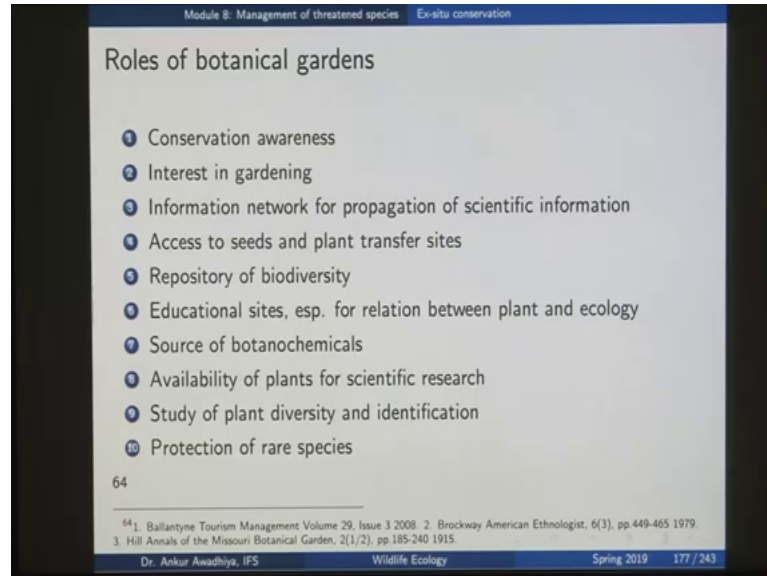 Module 8: Management of threatened species Ex-situ conservation
Roles of botanical gardens
1 Conservation awareness
2 Interest in gardening
3 Information network for propagation of scientific information
4 Access to seeds and plant transfer sites
5 Repository of biodiversity
6 Educational sites, esp. for relation between plant and ecology
7 Source of botanochemicals
8 Availability of plants for scientific research
9 Study of plant diversity and identification
10 Protection of rare species
64
64 1. Ballantyne Tourism Management Volume 29, Issue 3 2008. 2. Brockway American Ethnologist, 6(3), pp.449-465 1979.
3. Hill Annals of the Missouri Botanical Garden, 2(1/2), pp.185-240 1915.
Dr. Ankur Awadhiya, IFS Wildlife Ecology Spring 2019 177 / 243